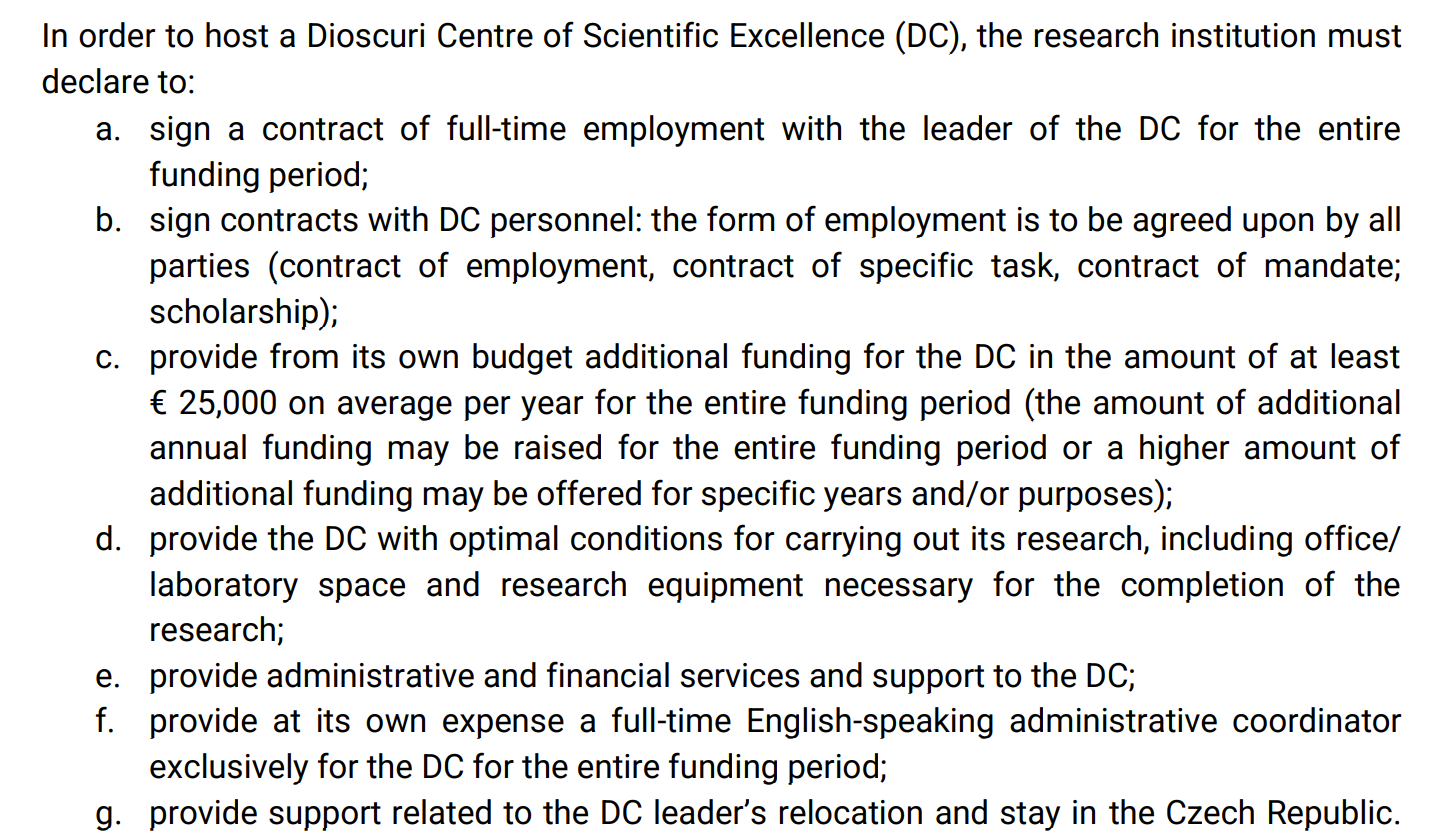 In order to host a Dioscuri Centre of Scientific Excellence (DC), the research institution must
declare to:
a. sign a contract of full-time employment with the leader of the DC for the entire
funding period;
b. sign contracts with DC personnel: the form of employment is to be agreed upon by all
parties (contract of employment, contract of specific task, contract of mandate;
scholarship);
c. provide from its own budget additional funding for the DC in the amount of at least
€ 25,000 on average per year for the entire funding period (the amount of additional
annual funding may be raised for the entire funding period or a higher amount of
additional funding may be offered for specific years and/or purposes);
d. provide the DC with optimal conditions for carrying out its research, including office/
laboratory space and research equipment necessary for the completion of the
research;
e. provide administrative and financial services and support to the DC;
f. provide at its own expense a full-time English-speaking administrative coordinator
exclusively for the DC for the entire funding period;
g. provide support related to the DC leader’s relocation and stay in the Czech Republic.